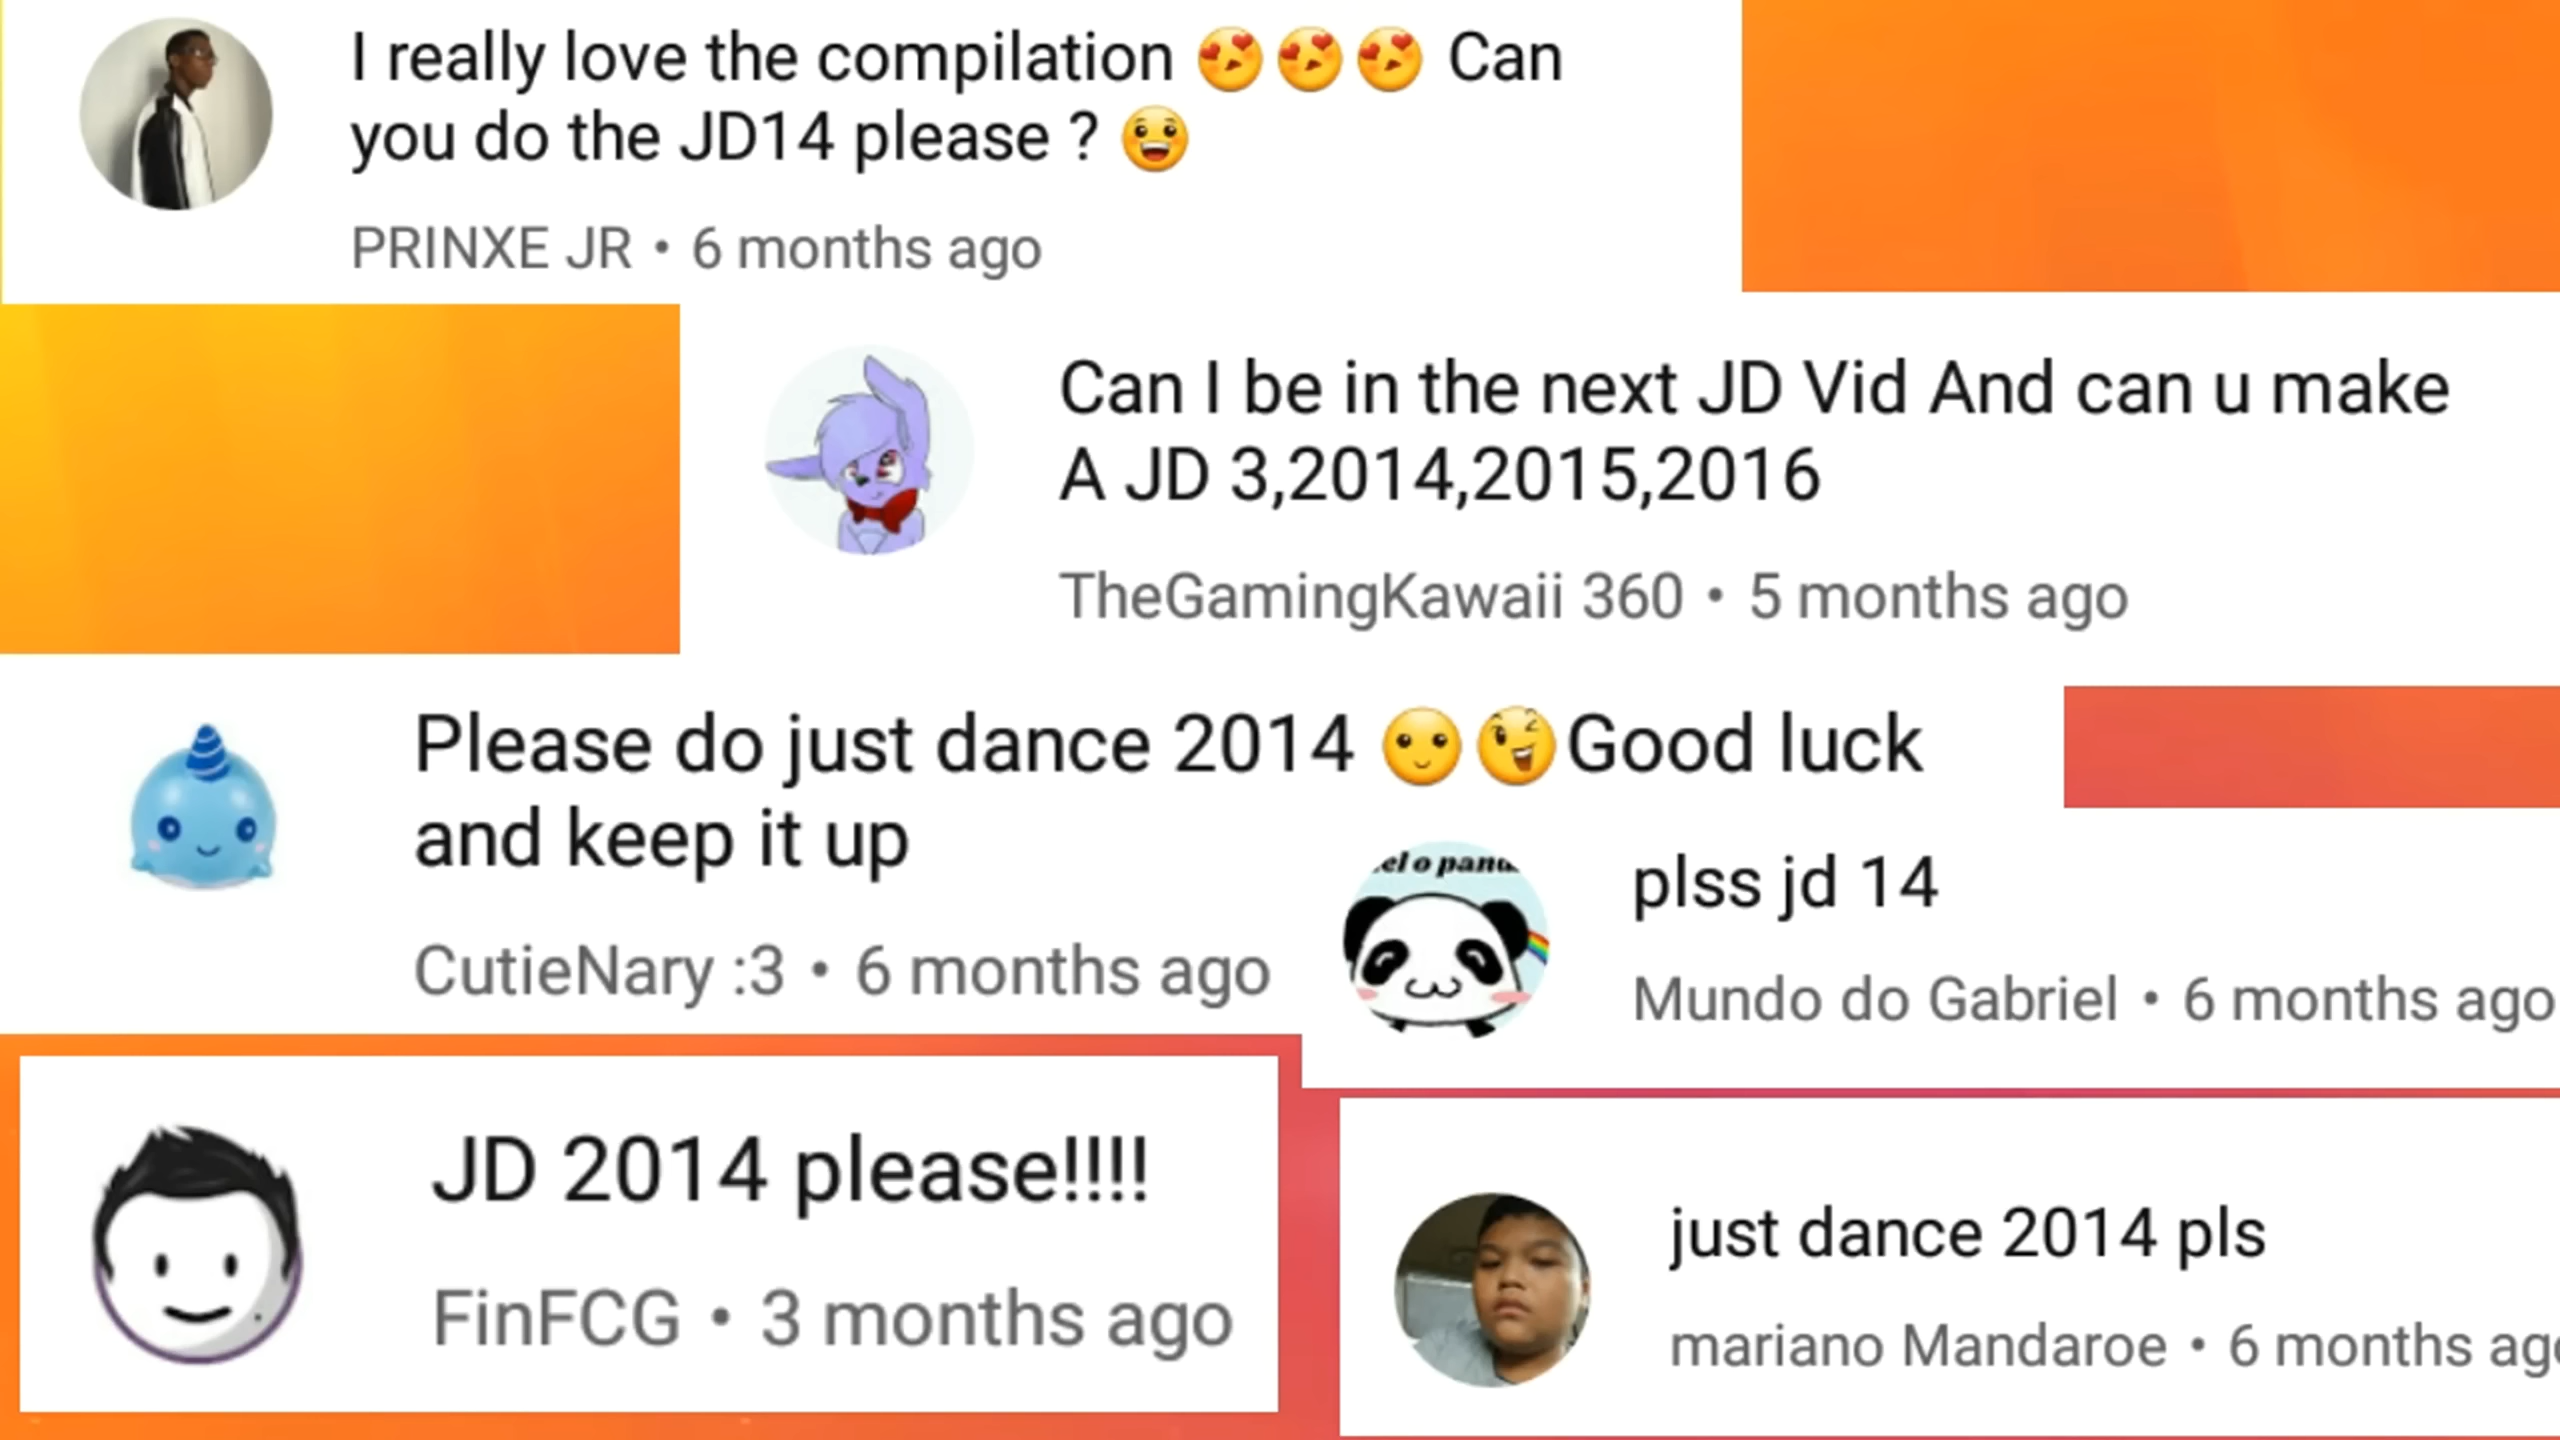 I really love the compilation 😍😍😍 Can
you do the JD14 please ? 😀
PRINXE JR • 6 months ago
Can I be in the next JD Vid And can u make
A JD 3,2014,2015,2016
TheGamingKawaii 360 • 5 months ago
Please do just dance 2014 🙂😜Good luck
and keep it up
CutieNary :3 • 6 months ago
el o pand
plss jd 14
Mundo do Gabriel • 6 months ago
JD 2014 please!!!!
FinFCG • 3 months ago
just dance 2014 pls
mariano Mandaroe • 6 months ago